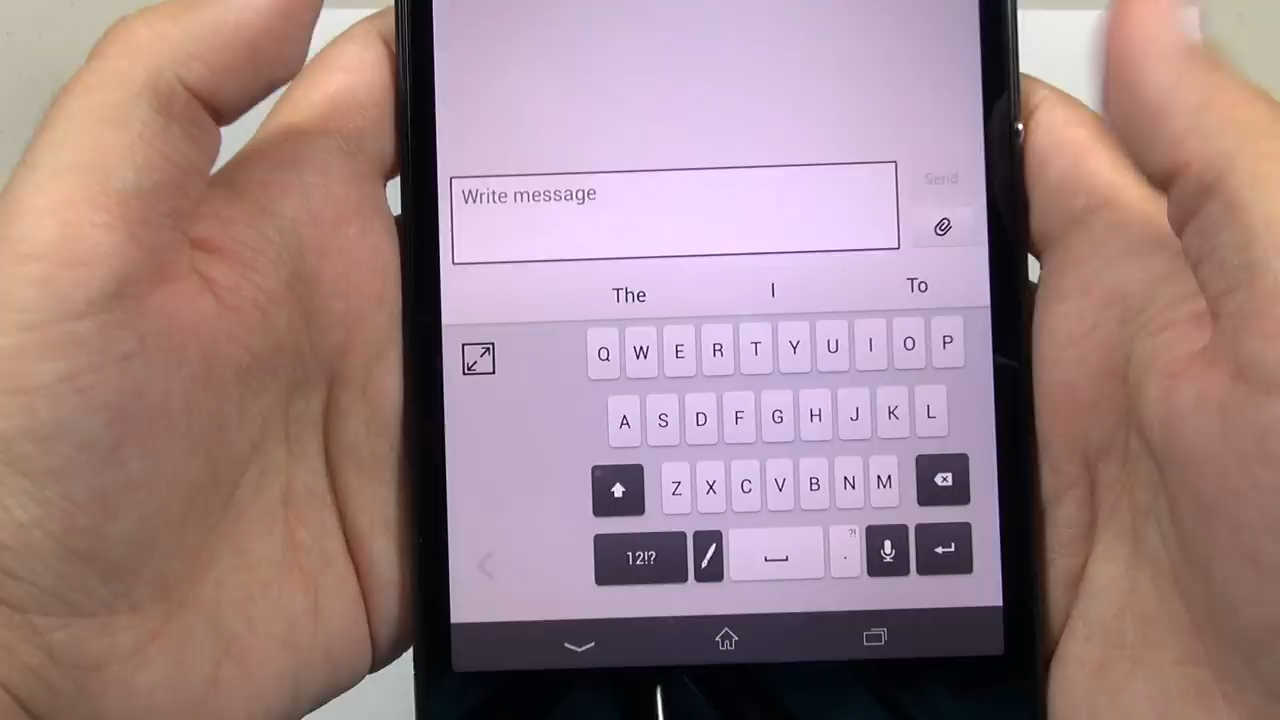 Write message
Send
The I To
Q W E R T Y U I O P
A S D F G H J K L
Z X C V B N M
12!? . ?!